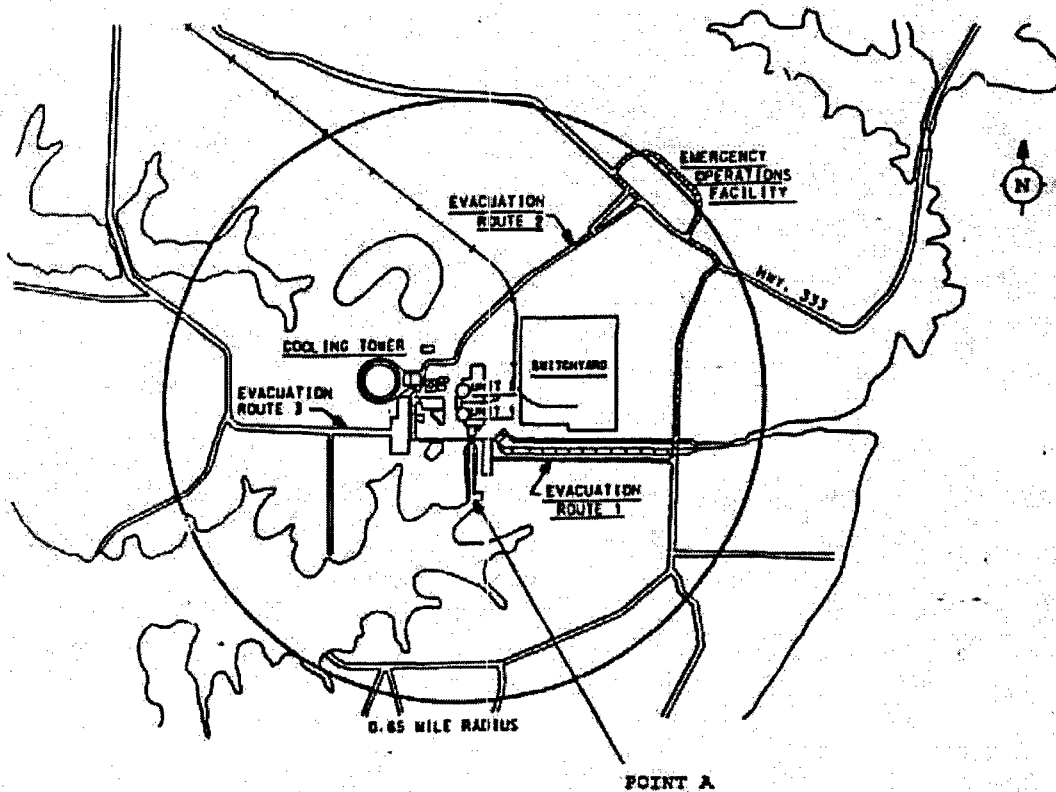 EMERGENCY
OPERATIONS
FACILITY
N
EVACUATION
ROUTE 2
HWY. 333
COOLING TOWER
SWITCHYARD
UNIT
UNIT 1
EVACUATION
ROUTE 3
EVACUATION
ROUTE 1
0.65 MILE RADIUS
POINT A